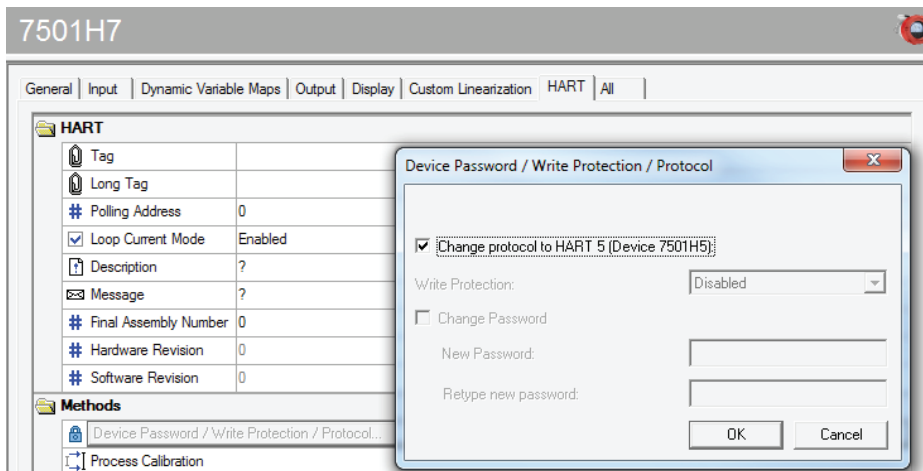 7501H7
General Input Dynamic Variable Maps Output Display Custom Linearization HART All
HART
Tag
Long Tag
# Polling Address 0
Loop Current Mode Enabled
Description ?
Message ?
# Final Assembly Number 0
# Hardware Revision 0
# Software Revision 0
Methods
Device Password / Write Protection / Protocol...
Process Calibration
Device Password / Write Protection / Protocol
Change protocol to HART 5 (Device 7501H5)
Write Protection: Disabled
Change Password
New Password:
Retype new password:
OK Cancel